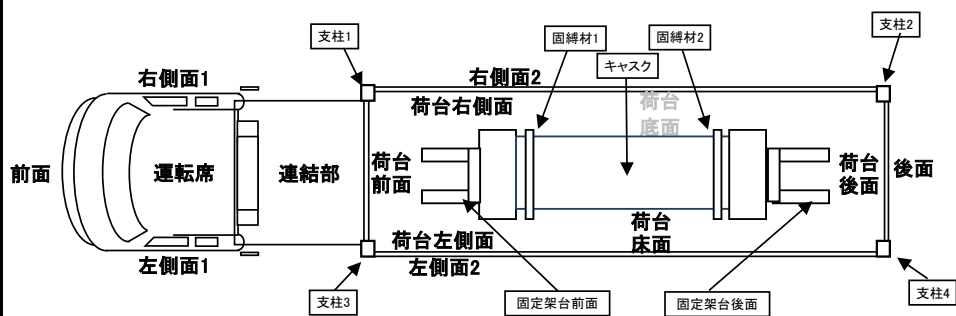 支柱1
固縛材1
固縛材2
支柱2
キャスク
右側面1
右側面2
荷台右側面
荷台
底面
前面
運転席
連結部
荷台
前面
荷台
後面
後面
荷台
床面
荷台左側面
左側面1
左側面2
支柱3
固定架台前面
固定架台後面
支柱4